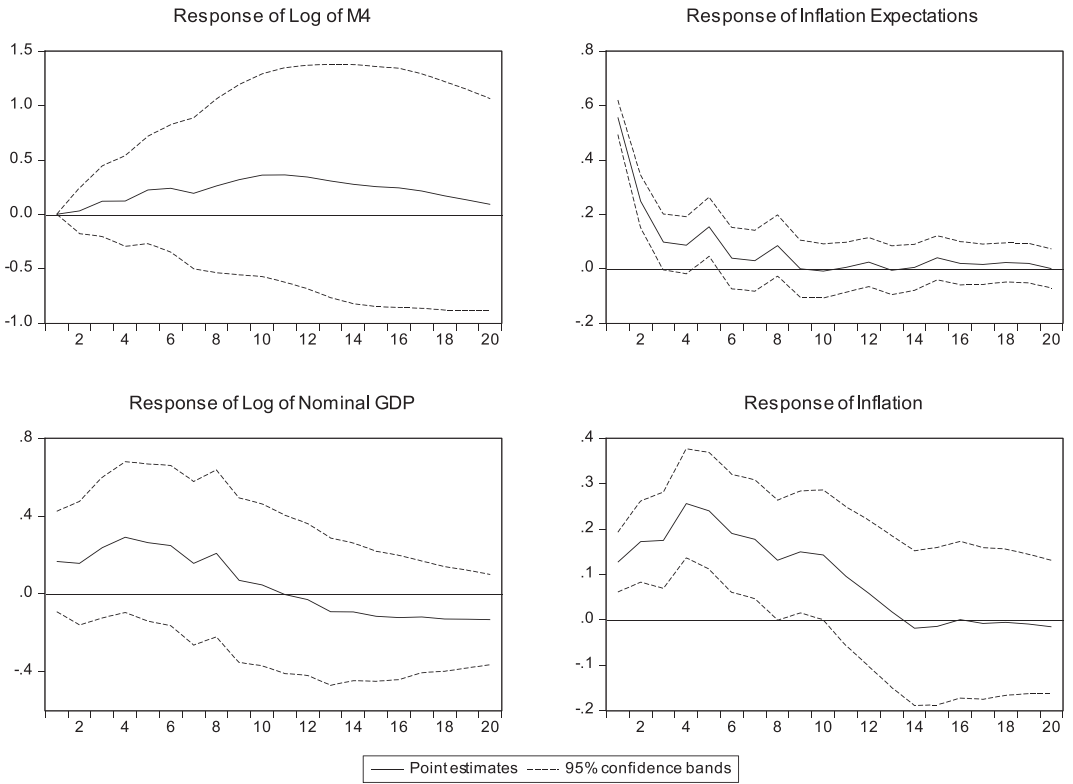 Response of Log of M4
1.5
1.0
0.5
0.0
-0.5
-1.0
2 4 6 8 10 12 14 16 18 20
Response of Inflation Expectations
.8
.6
.4
.2
.0
-.2
2 4 6 8 10 12 14 16 18 20
Response of Log of Nominal GDP
.8
.4
.0
-.4
2 4 6 8 10 12 14 16 18 20
Response of Inflation
.4
.3
.2
.1
.0
-.1
-.2
2 4 6 8 10 12 14 16 18 20
Point estimates 95% confidence bands